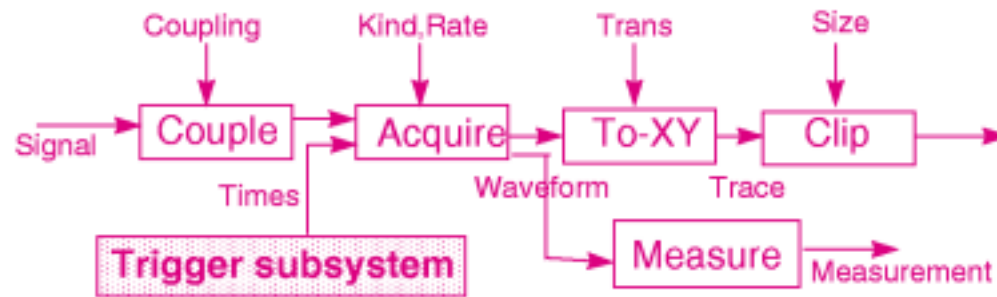 Coupling
Kind,Rate
Trans
Size
Signal
Couple
Acquire
To-XY
Clip
Times
Waveform
Trace
Trigger subsystem
Measure
Measurement